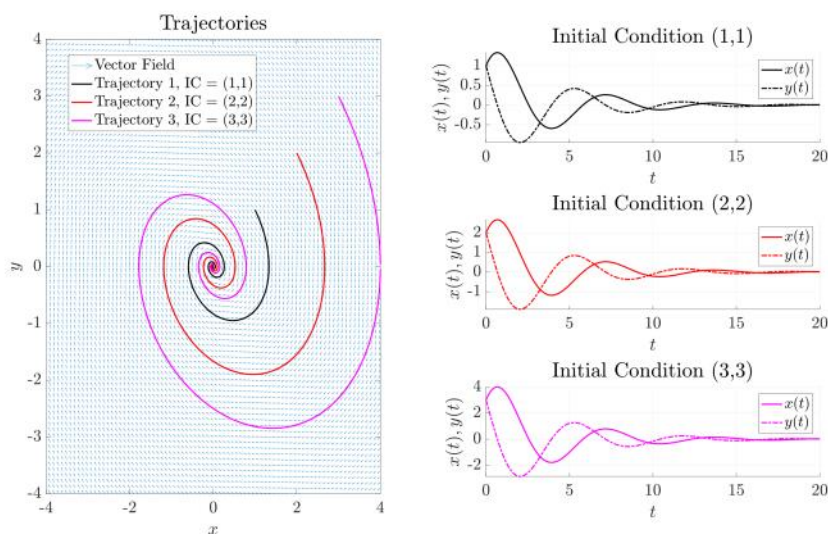 Trajectories
4
Vector Field
Trajectory 1, IC = (1,1)
Trajectory 2, IC = (2,2)
Trajectory 3, IC = (3,3)
3
2
1
y
0
-1
-2
-3
-4
-4
-2
0
2
4
x
Initial Condition (1,1)
x(t)
y(t)
1
0.5
0
-0.5
x(t), y(t)
0
5
10
15
20
t
Initial Condition (2,2)
x(t)
y(t)
2
1
0
-1
x(t), y(t)
0
5
10
15
20
t
Initial Condition (3,3)
x(t)
y(t)
4
2
0
-2
x(t), y(t)
0
5
10
15
20
t